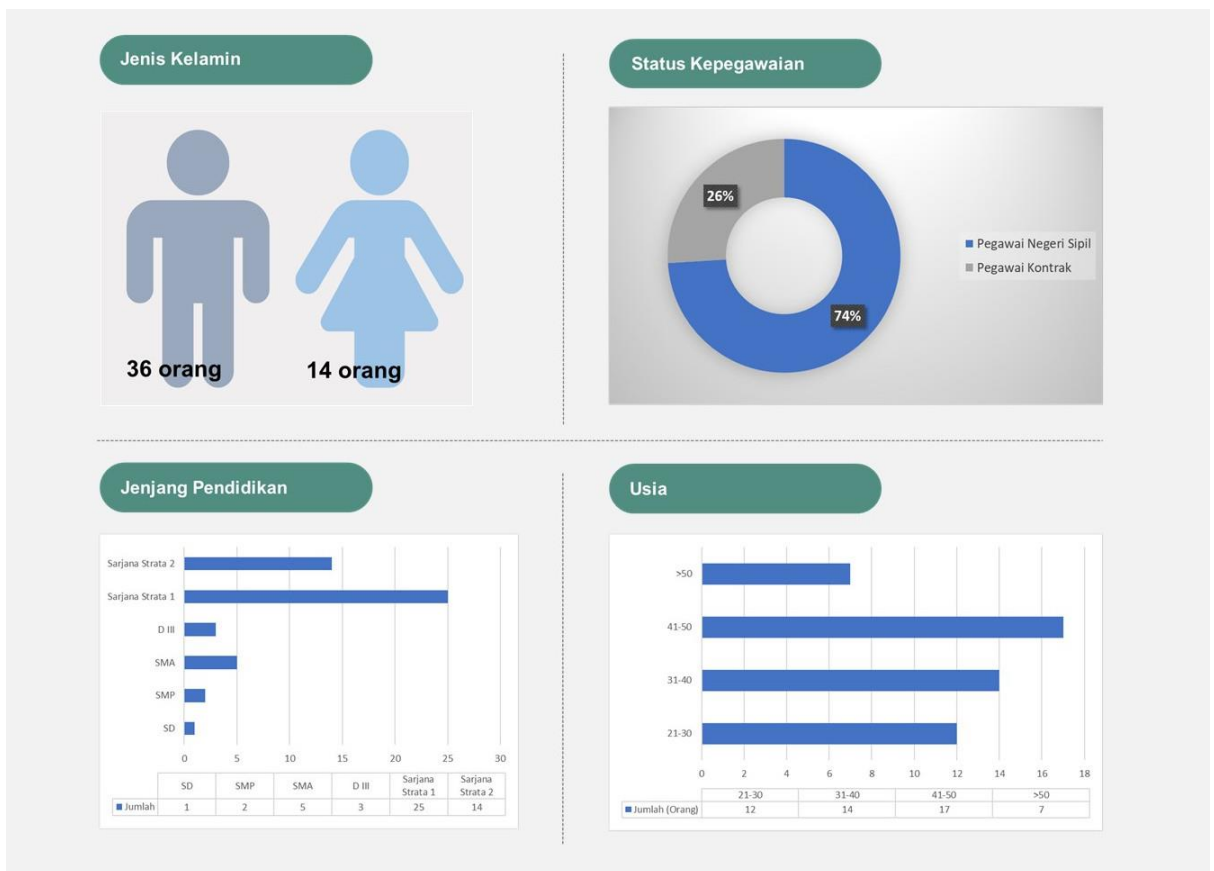 Jenis Kelamin
36 orang
14 orang
Status Kepegawaian
26%
74%
Pegawai Negeri Sipil
Pegawai Kontrak
Jenjang Pendidikan
Sarjana Strata 2
Sarjana Strata 1
D III
SMA
SMP
SD
0 5 10 15 20 25 30
SD SMP SMA D III Sarjana Strata 1 Sarjana Strata 2
Jumlah 1 2 5 3 25 14
Usia
>50
41-50
31-40
21-30
0 2 4 6 8 10 12 14 16 18
21-30 31-40 41-50 >50
Jumlah (Orang) 12 14 17 7